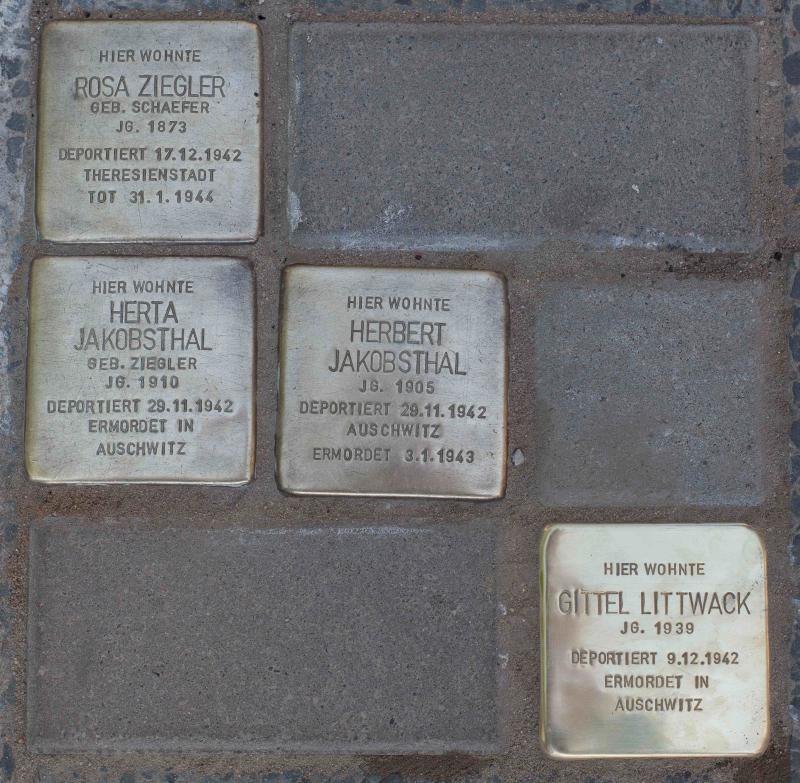 HIER WOHNTE
ROSA ZIEGLER
GEB. SCHAEFER
JG. 1873
DEPORTIERT 17.12.1942
THERESIENSTADT
TOT 31.1.1944
HIER WOHNTE
HERTA
JAKOBSTHAL
GEB. ZIEGLER
JG. 1910
DEPORTIERT 29.11.1942
ERMORDET IN
AUSCHWITZ
HIER WOHNTE
HERBERT
JAKOBSTHAL
JG. 1905
DEPORTIERT 29.11.1942
AUSCHWITZ
ERMORDET 3.1.1943
HIER WOHNTE
GITTEL LITTWACK
JG. 1939
DEPORTIERT 9.12.1942
ERMORDET IN
AUSCHWITZ